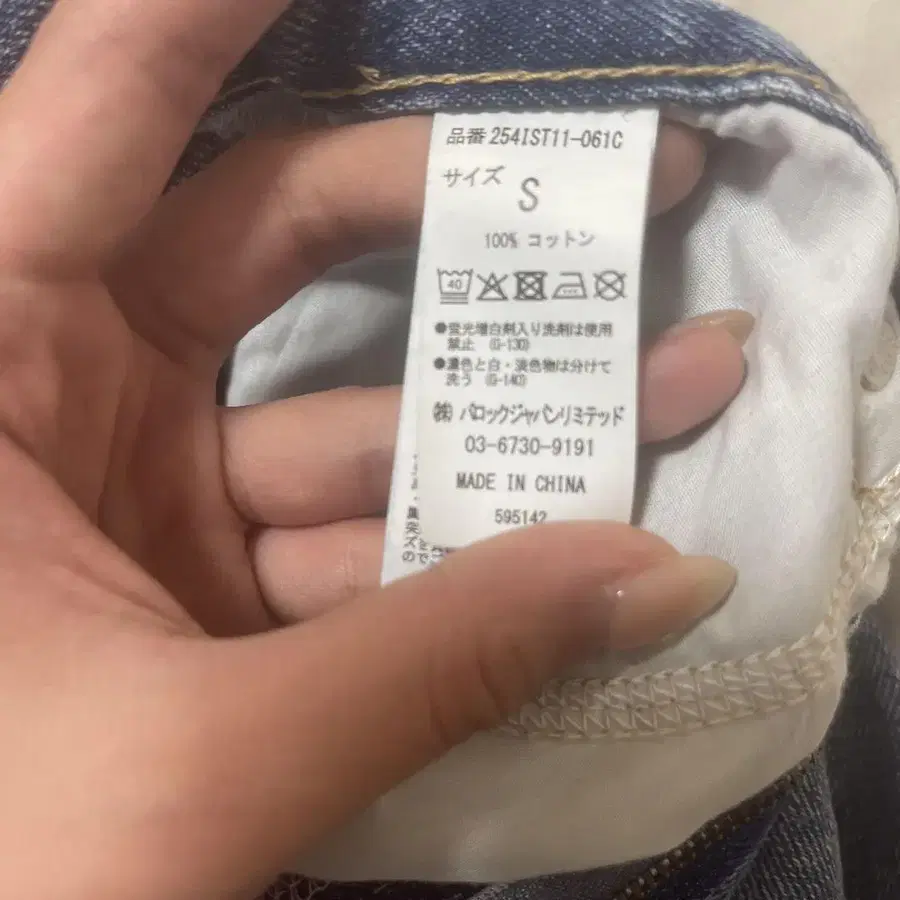 品番 254IST11-061C
サイズ S
100% コットン
40
●蛍光増白剤入り洗剤は使用
禁止 (G-130)
●濃色と白・淡色物は分けて
洗う (G-140)
㈱ バロックジャパンリミテッド
03-6730-9191
MADE IN CHINA
595142